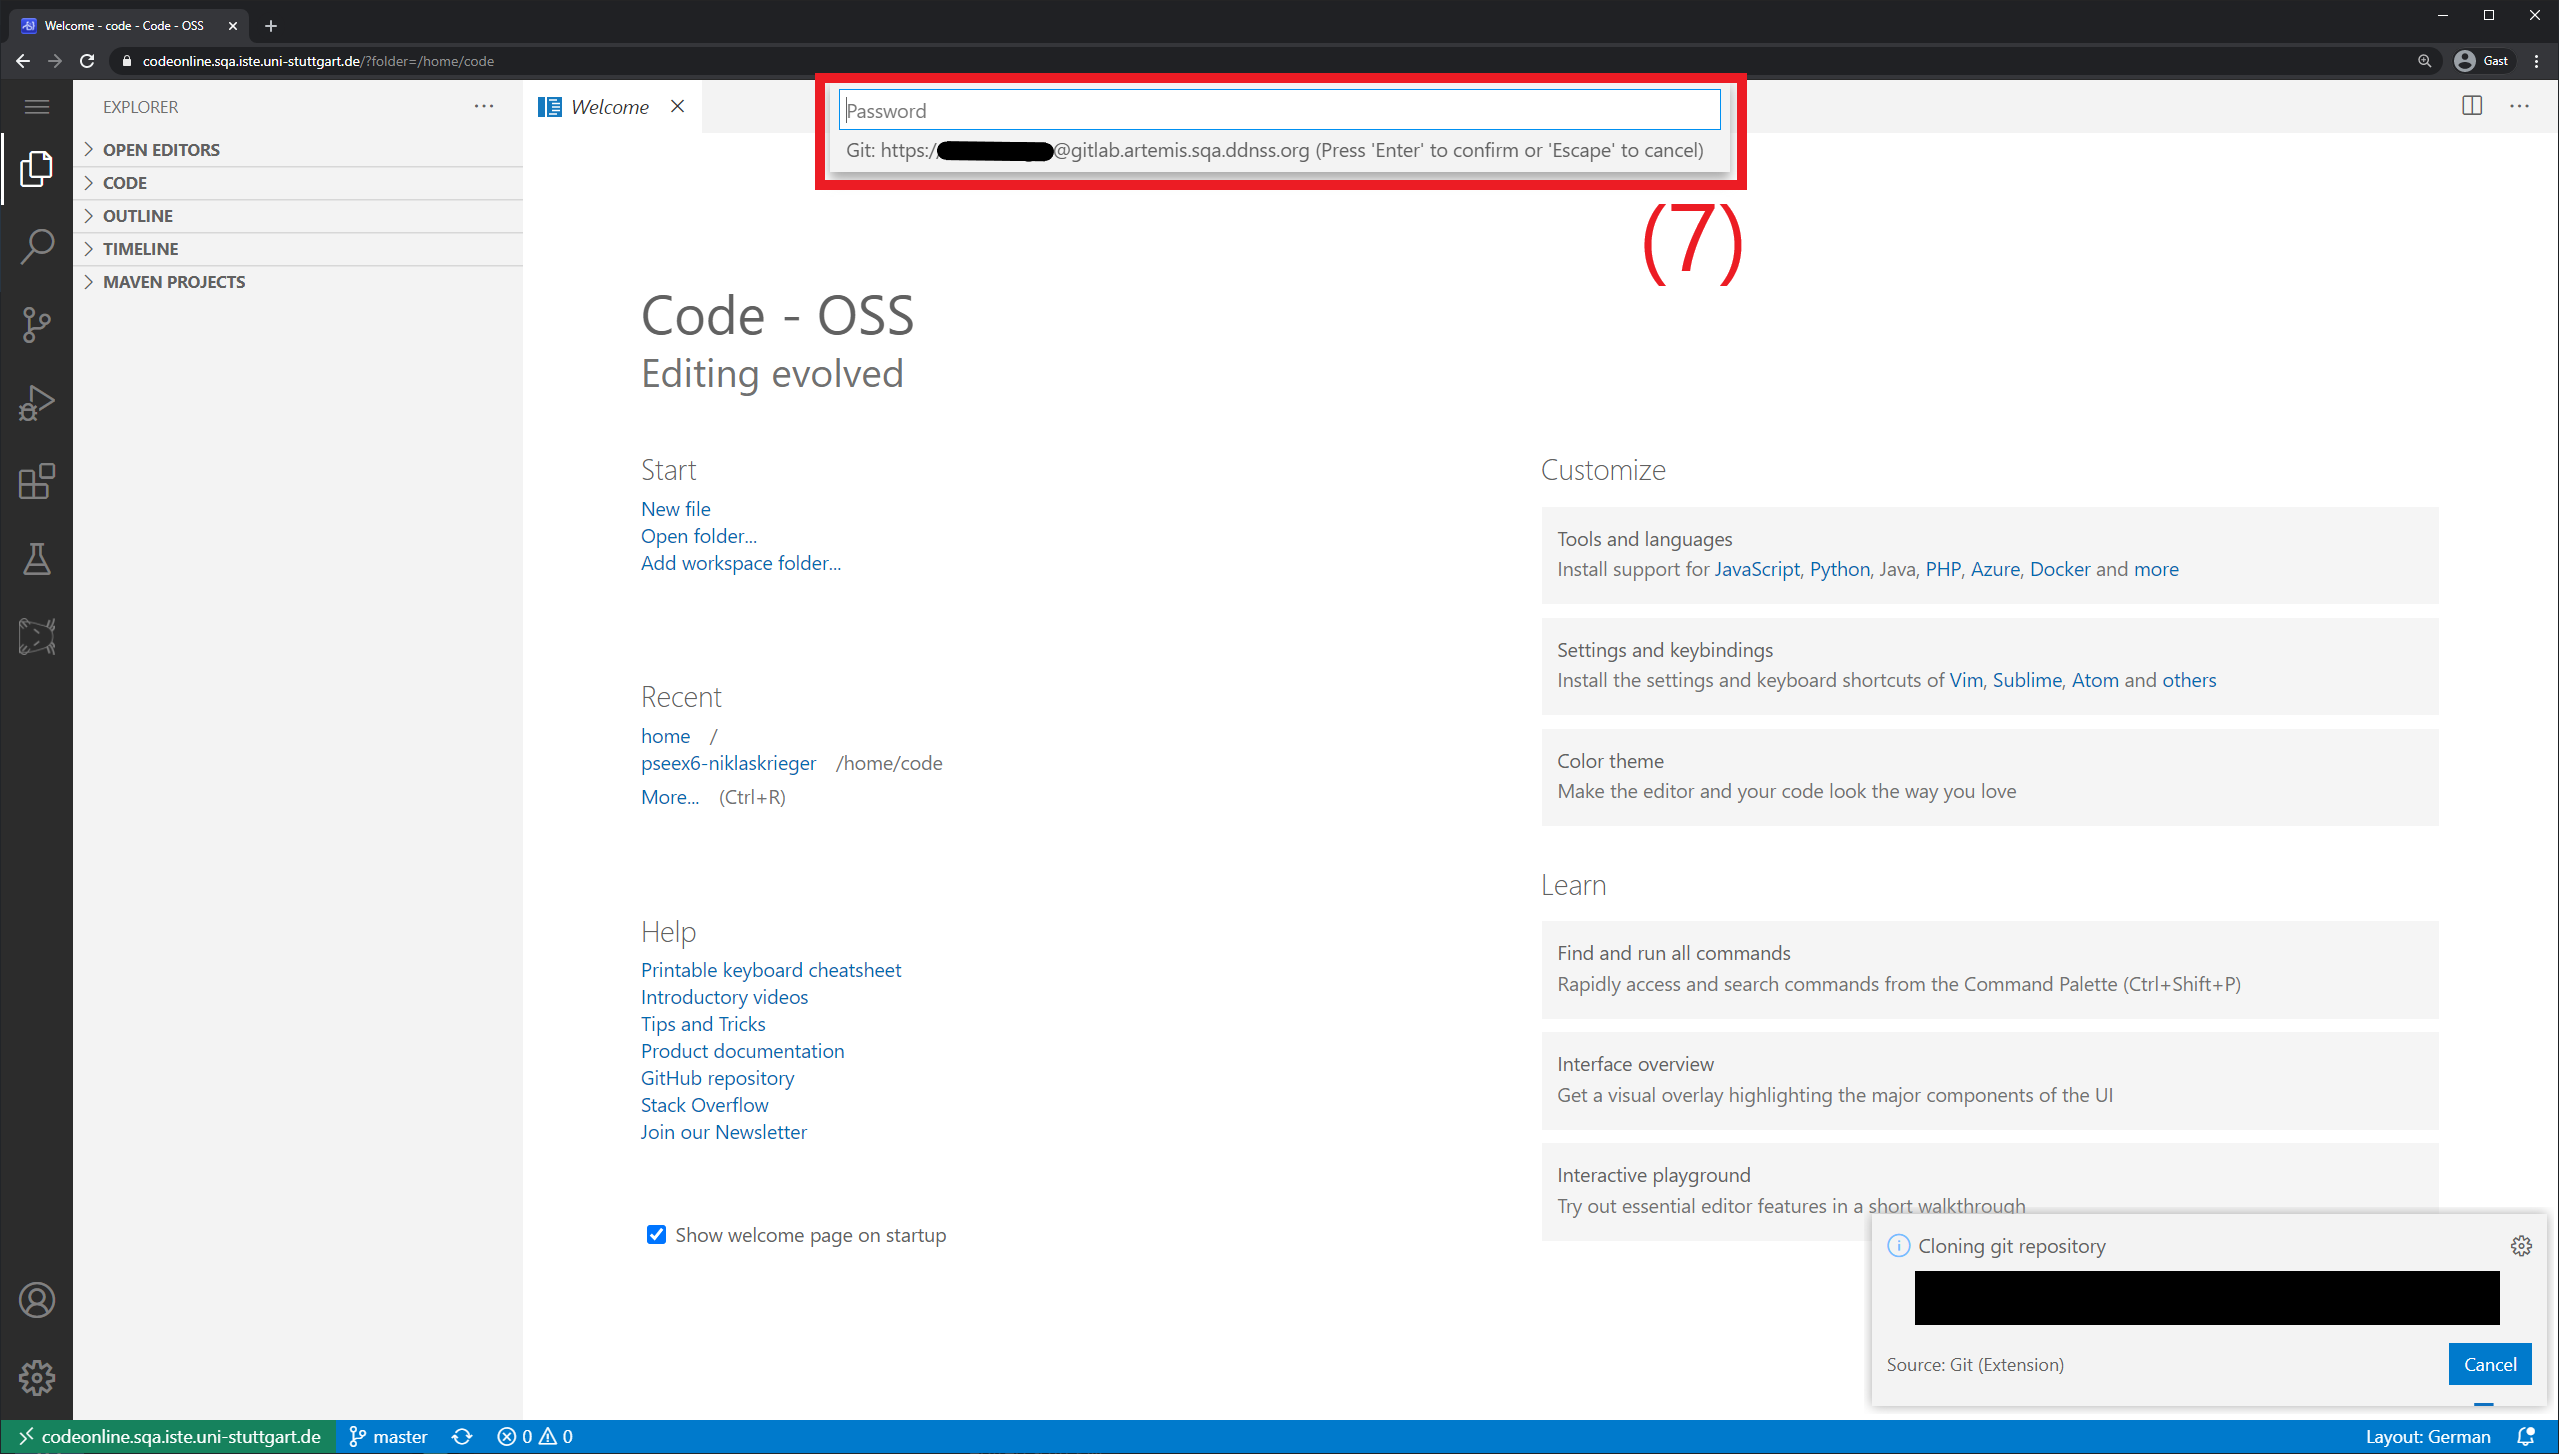 Welcome - code - Code - OSS
codeonline.sqa.iste.uni-stuttgart.de/?folder=/home/code
Gast
EXPLORER
Welcome
Password
Git: https:/ @gitlab.artemis.sqa.ddnss.org (Press 'Enter' to confirm or 'Escape' to cancel)
(7)
OPEN EDITORS
CODE
OUTLINE
TIMELINE
MAVEN PROJECTS
Code - OSS
Editing evolved
Start
New file
Open folder...
Add workspace folder...
Recent
home /
pseex6-niklaskrieger /home/code
More... (Ctrl+R)
Help
Printable keyboard cheatsheet
Introductory videos
Tips and Tricks
Product documentation
GitHub repository
Stack Overflow
Join our Newsletter
Show welcome page on startup
Customize
Tools and languages
Install support for JavaScript, Python, Java, PHP, Azure, Docker and more
Settings and keybindings
Install the settings and keyboard shortcuts of Vim, Sublime, Atom and others
Color theme
Make the editor and your code look the way you love
Learn
Find and run all commands
Rapidly access and search commands from the Command Palette (Ctrl+Shift+P)
Interface overview
Get a visual overlay highlighting the major components of the UI
Interactive playground
Try out essential editor features in a short walkthrough
Cloning git repository
Source: Git (Extension)
Cancel
codeonline.sqa.iste.uni-stuttgart.de
master
0 0
Layout: German